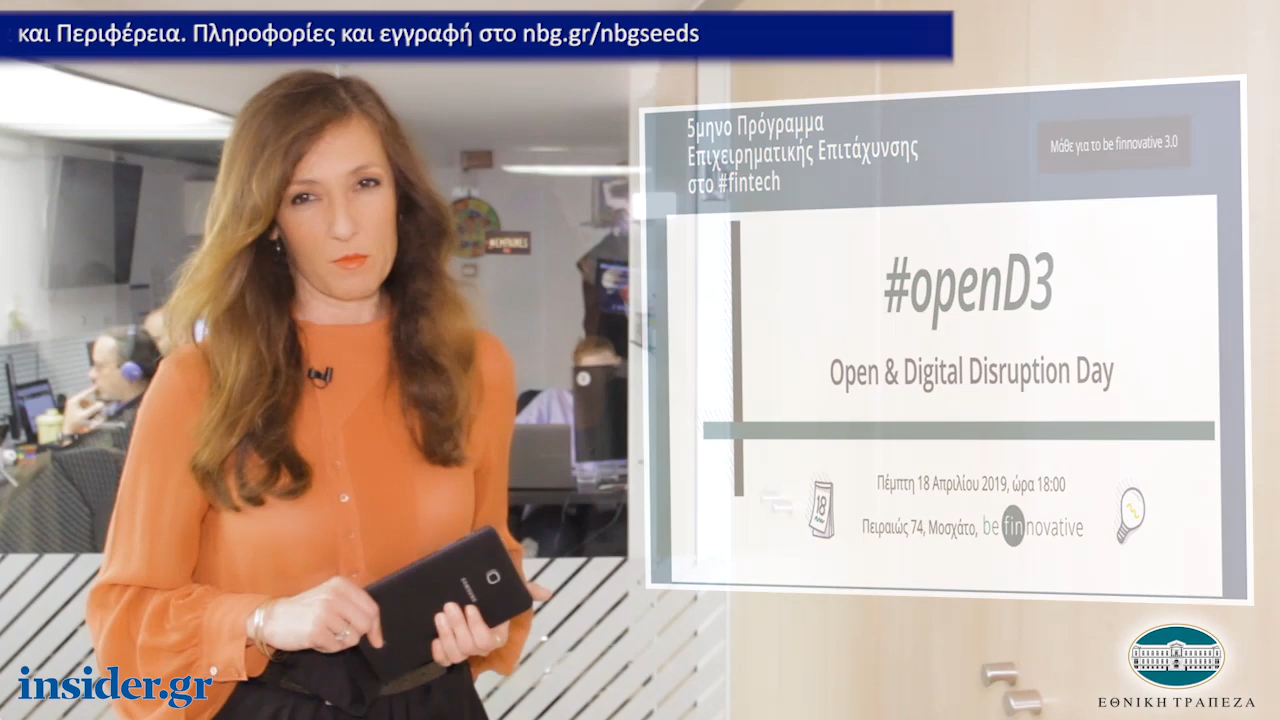 και Περιφέρεια. Πληροφορίες και εγγραφή στο nbg.gr/nbgseeds
5μηνο Πρόγραμμα
Επιχειρηματικής Επιτάχυνσης
στο #fintech
Μάθε για το be finnovative 3.0
#openD3
Open & Digital Disruption Day
Πέμπτη 18 Απριλίου 2019, ώρα 18:00
18
Πειραιώς 74, Μοσχάτο, be finnovative
SAMSUNG
insider.gr
ΕΘΝΙΚΗ ΤΡΑΠΕΖΑ